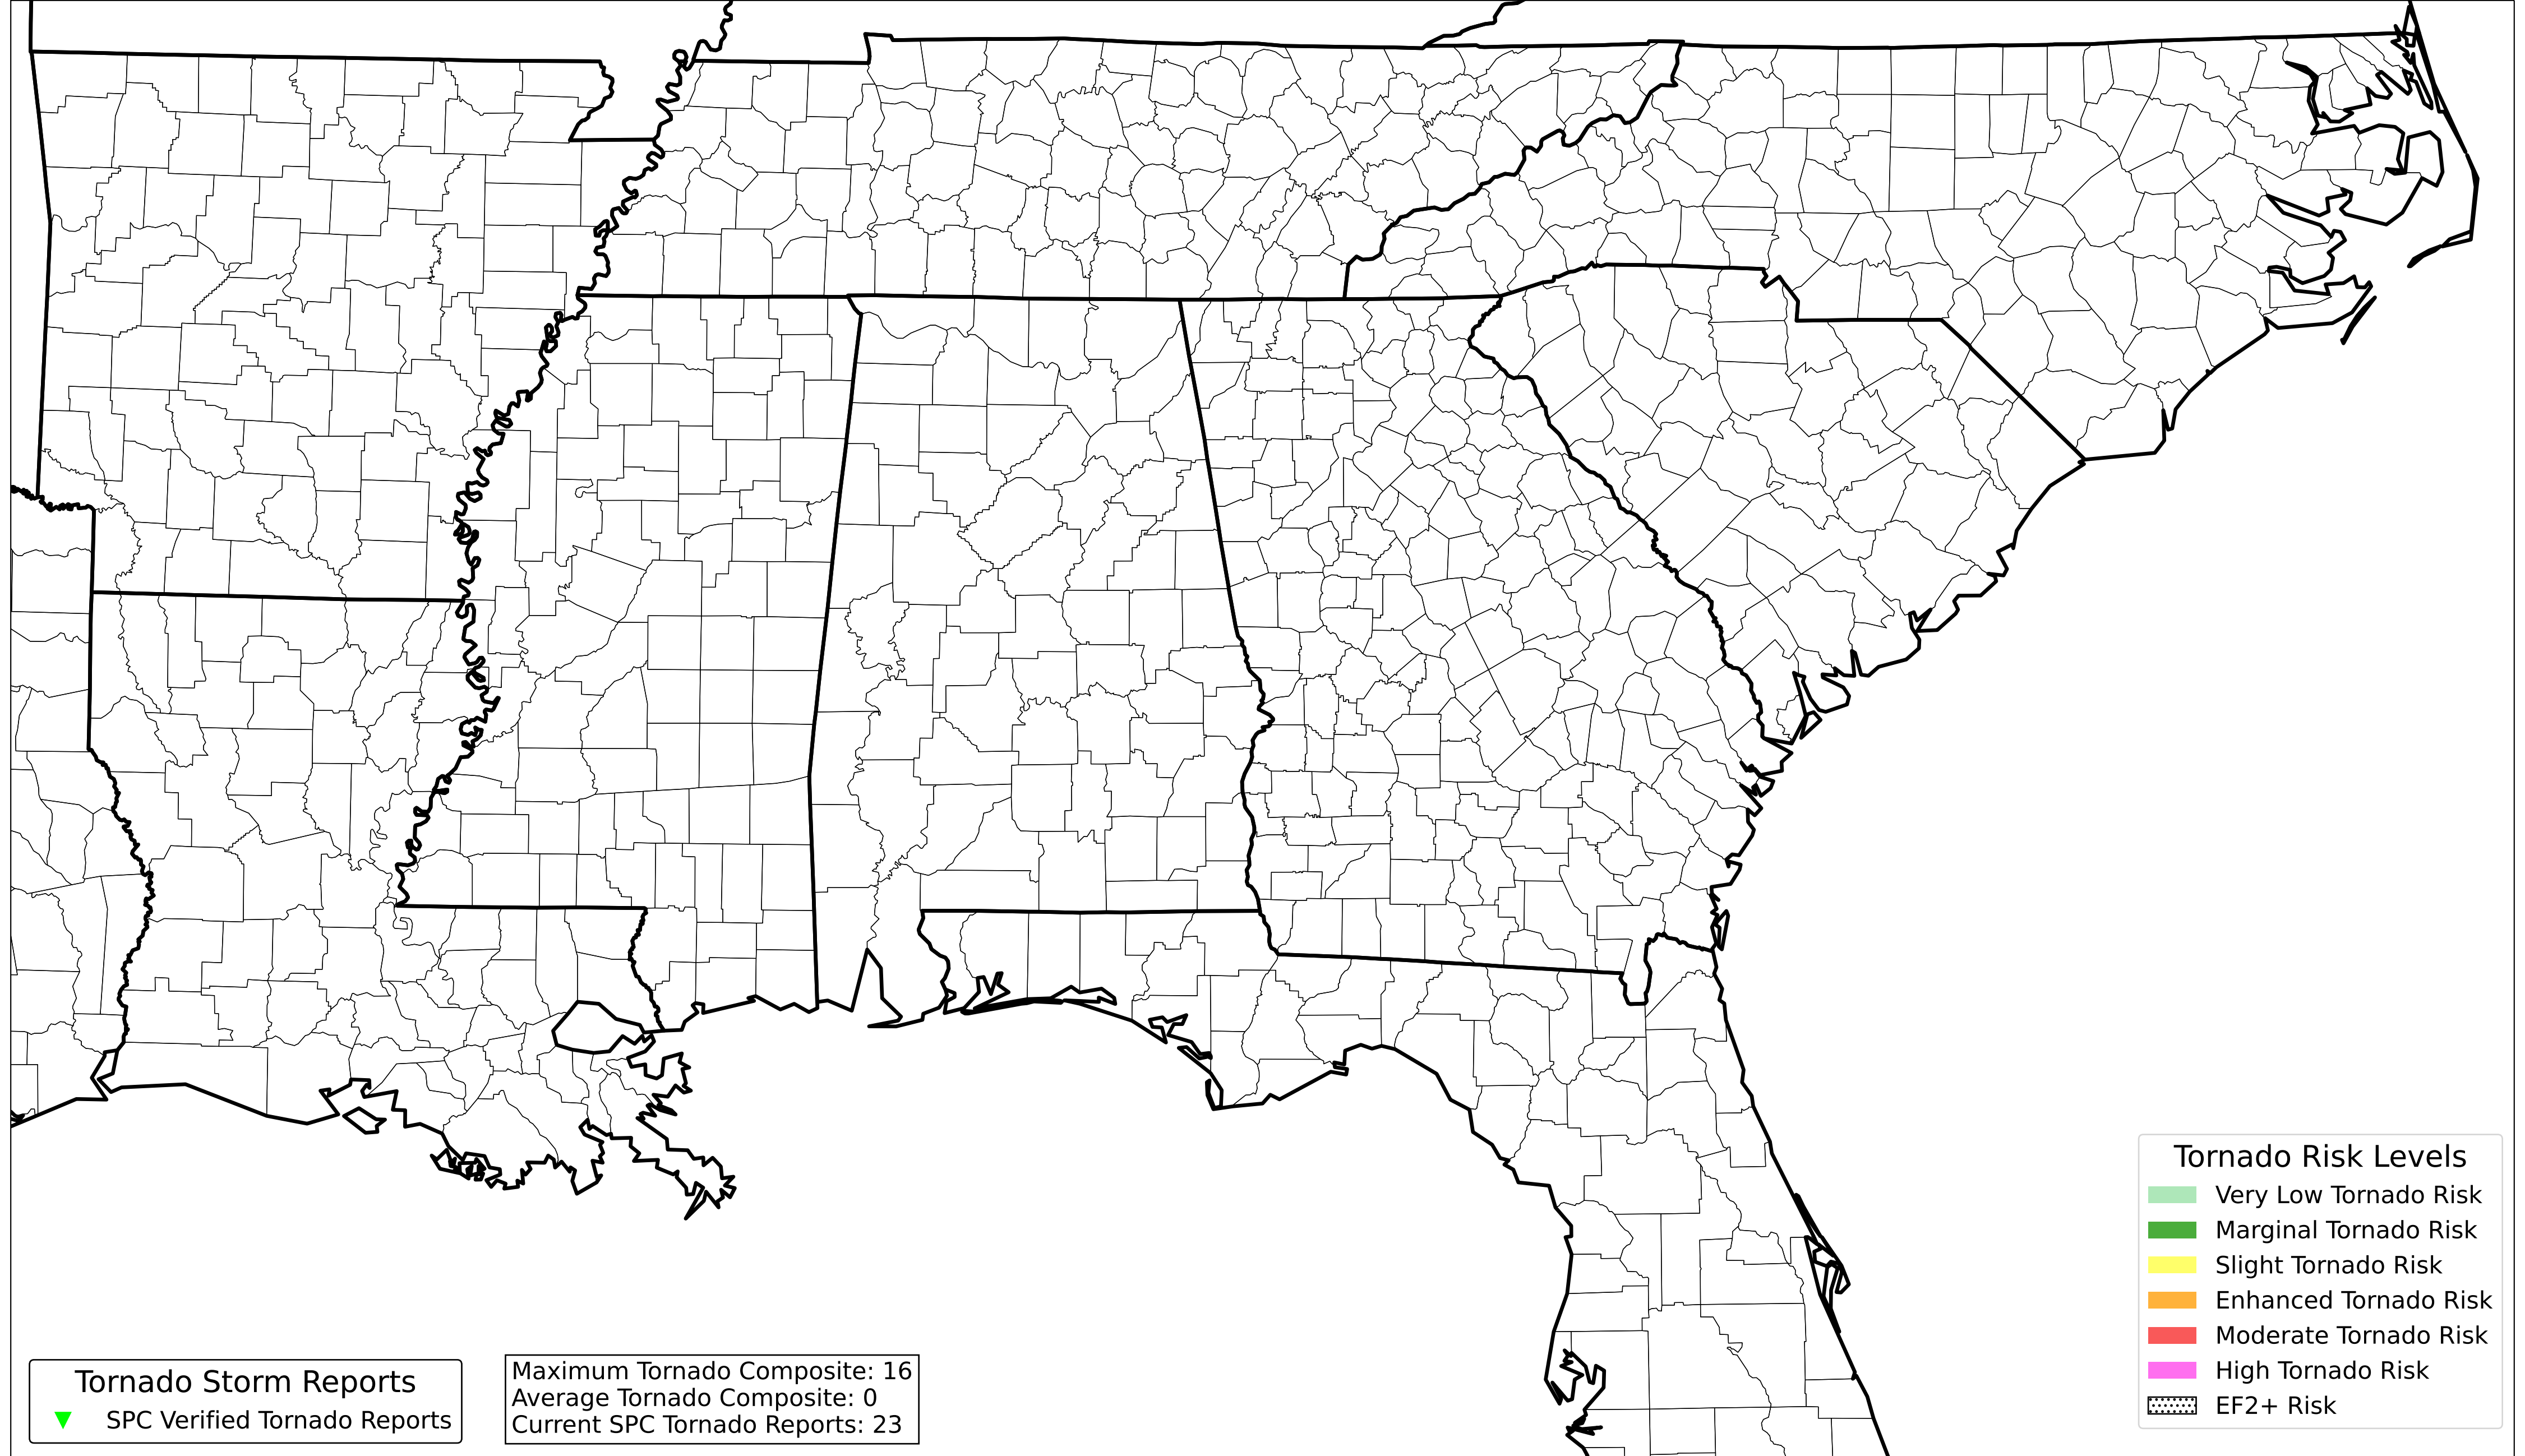 Tornado Storm Reports
SPC Verified Tornado Reports
Maximum Tornado Composite: 16
Average Tornado Composite: 0
Current SPC Tornado Reports: 23
Tornado Risk Levels
Very Low Tornado Risk
Marginal Tornado Risk
Slight Tornado Risk
Enhanced Tornado Risk
Moderate Tornado Risk
High Tornado Risk
EF2+ Risk